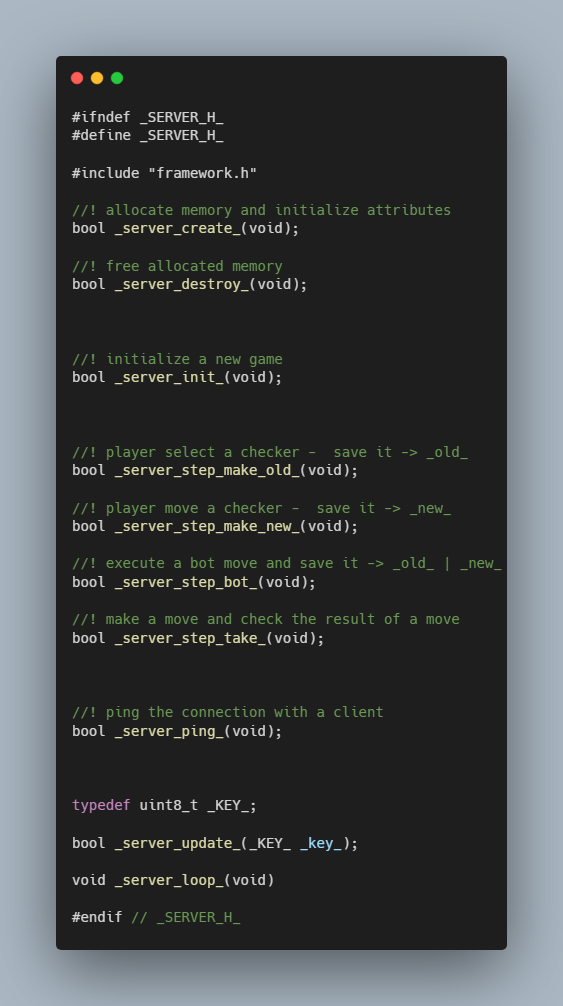 #ifndef _SERVER_H_
#define _SERVER_H_
#include "framework.h"
//! allocate memory and initialize attributes
bool _server_create_(void);
//! free allocated memory
bool _server_destroy_(void);
//! initialize a new game
bool _server_init_(void);
//! player select a checker -  save it -> _old_
bool _server_step_make_old_(void);
//! player move a checker -  save it -> _new_
bool _server_step_make_new_(void);
//! execute a bot move and save it -> _old_ | _new_
bool _server_step_bot_(void);
//! make a move and check the result of a move
bool _server_step_take_(void);
//! ping the connection with a client
bool _server_ping_(void);
typedef uint8_t _KEY_;
bool _server_update_(_KEY_ _key_);
void _server_loop_(void)
#endif // _SERVER_H_